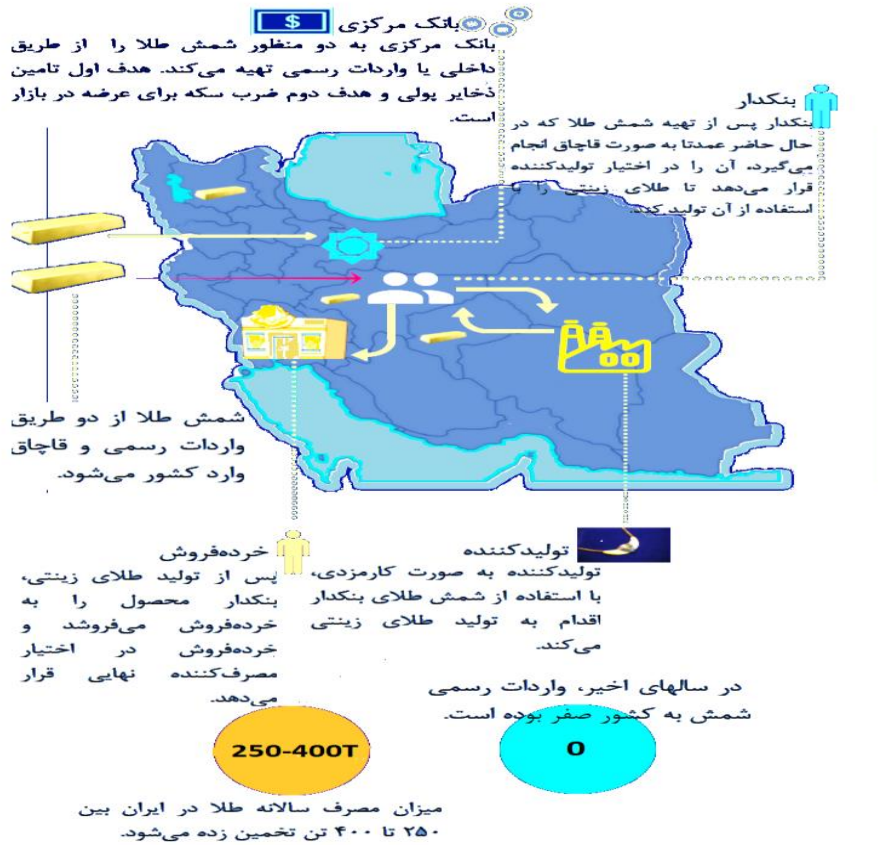 بانک مرکزی
$
بانک مرکزی به دو منظور شمش طلا را از طریق
داخلی یا واردات رسمی تهیه می‌کند. هدف اول تامین
ذخایر پولی و هدف دوم ضرب سکه برای عرضه در بازار
است.
بنکدار
بنکدار پس از تهیه شمش طلا که در
حال حاضر عمدتا به صورت قاچاق انجام
می‌گیرد، آن را در اختیار تولیدکننده
قرار می‌دهد تا طلای زینتی را با
استفاده از آن تولید کند.
شمش طلا از دو طریق
واردات رسمی و قاچاق
وارد کشور می‌شود.
تولیدکننده
تولیدکننده به صورت کارمزدی،
با استفاده از شمش طلای بنکدار
اقدام به تولید طلای زینتی
می‌کند.
خرده‌فروش
پس از تولید طلای زینتی،
بنکدار محصول را به
خرده‌فروش می‌فروشد و
خرده‌فروش در اختیار
مصرف‌کننده نهایی قرار
می‌دهد.
در سالهای اخیر، واردات رسمی
شمش به کشور صفر بوده است.
0
250-400T
میزان مصرف سالانه طلا در ایران بین
۲۵۰ تا ۴۰۰ تن تخمین زده می‌شود.